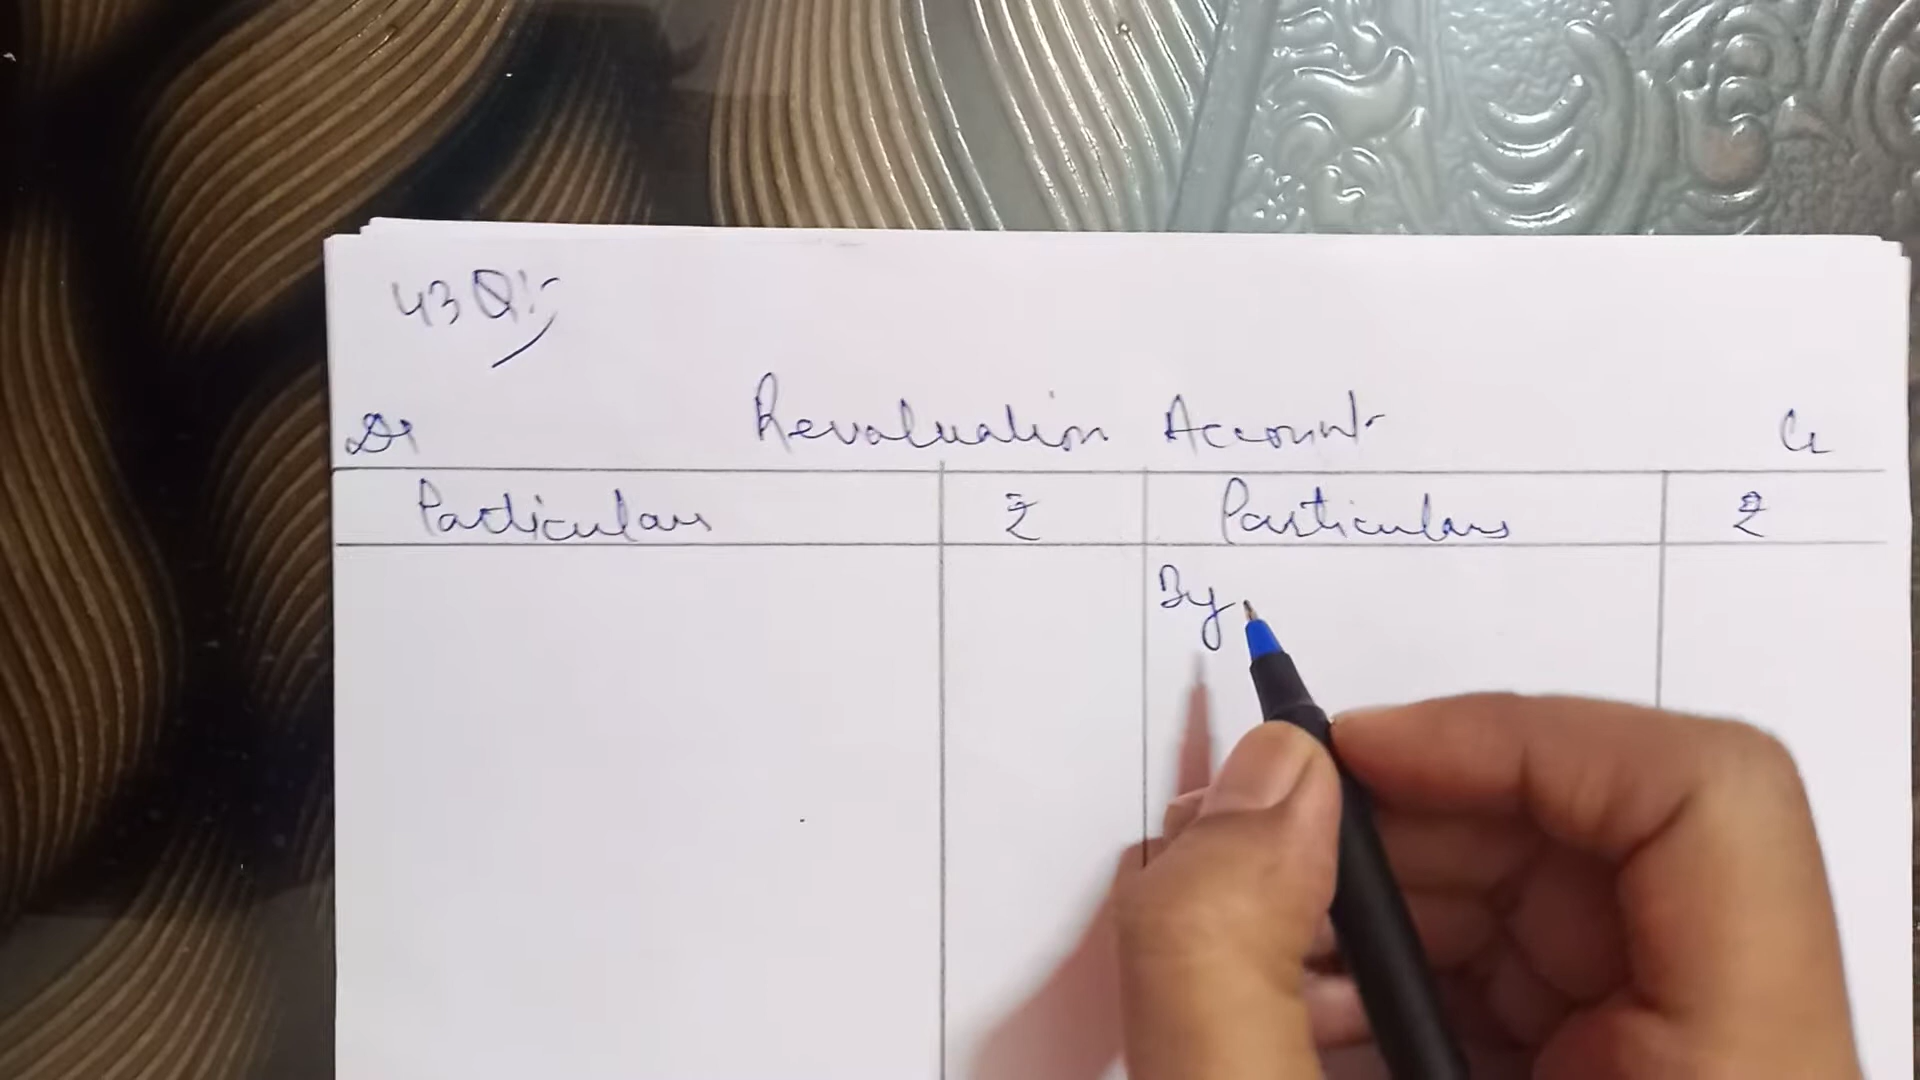 43 Q:-
Dr Revaluation Account Cr
Particulars ₹ Particulars ₹
By